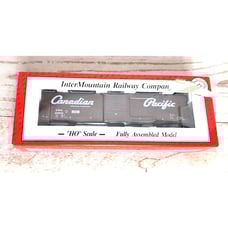 InterMountain Railway Compan
Canadian Pacific
— "HO" Scale — Fully Assembled Model